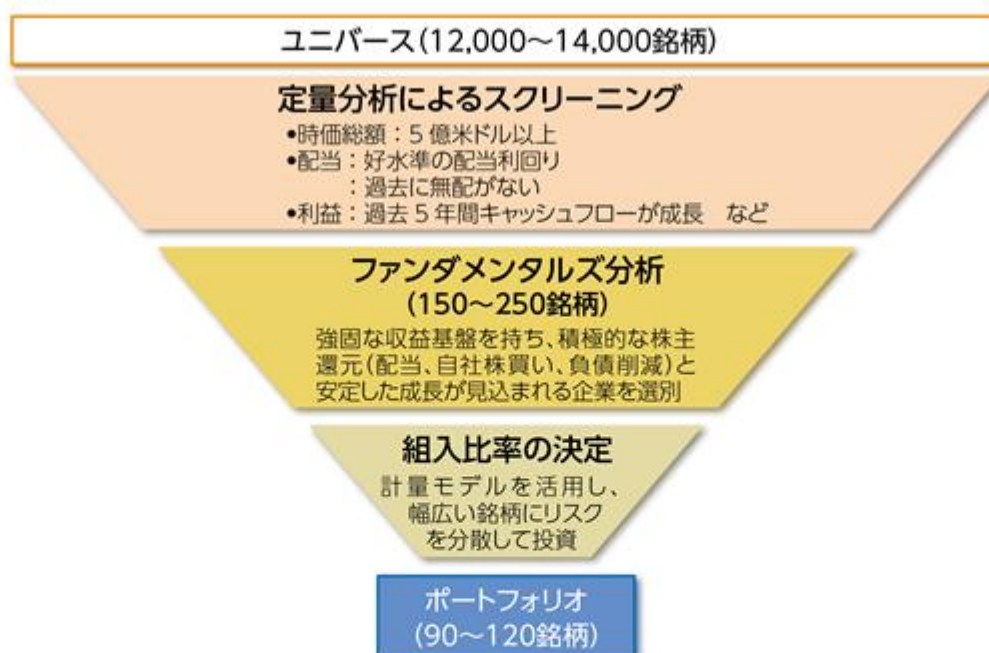 ユニバース(12,000～14,000銘柄)
定量分析によるスクリーニング
•時価総額：5億米ドル以上
•配当：好水準の配当利回り
：過去に無配がない
•利益：過去5年間キャッシュフローが成長　など
ファンダメンタルズ分析
(150～250銘柄)
強固な収益基盤を持ち、積極的な株主
還元(配当、自社株買い、負債削減)と
安定した成長が見込まれる企業を選別
組入比率の決定
計量モデルを活用し、
幅広い銘柄にリスク
を分散して投資
ポートフォリオ
(90～120銘柄)